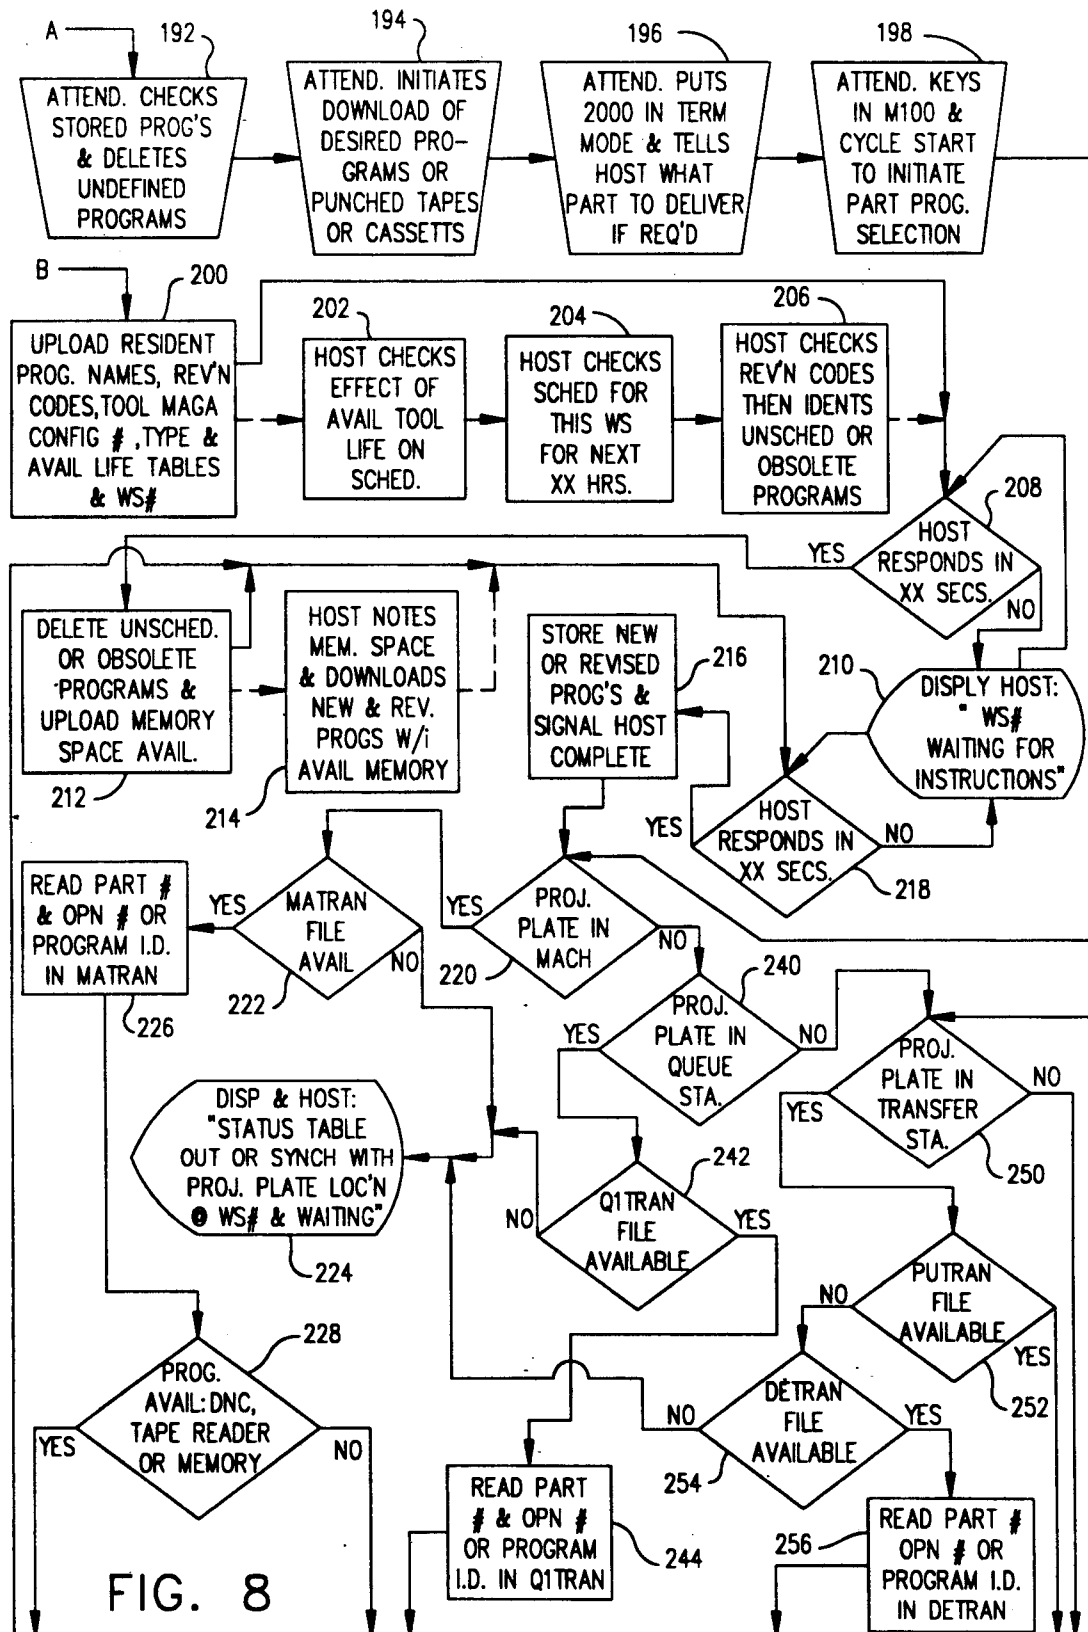 A
192
194
196
198
ATTEND. CHECKS
STORED PROG'S
& DELETES
UNDEFINED
PROGRAMS
ATTEND. INITIATES
DOWNLOAD OF
DESIRED PRO-
GRAMS OR
PUNCHED TAPES
OR CASSETTS
ATTEND. PUTS
2000 IN TERM
MODE & TELLS
HOST WHAT
PART TO DELIVER
IF REQ'D
ATTEND. KEYS
IN M100 &
CYCLE START
TO INITIATE
PART PROG.
SELECTION
B
200
202
204
206
UPLOAD RESIDENT
PROG. NAMES, REV'N
CODES, TOOL MAGA
CONFIG #, TYPE &
AVAIL LIFE TABLES
& WS#
HOST CHECKS
EFFECT OF
AVAIL TOOL
LIFE ON
SCHED.
HOST CHECKS
SCHED FOR
THIS WS
FOR NEXT
XX HRS.
HOST CHECKS
REV'N CODES
THEN IDENTS
UNSCHED OR
OBSOLETE
PROGRAMS
208
HOST
RESPONDS IN
XX SECS.
YES
NO
DELETE UNSCHED.
OR OBSOLETE
PROGRAMS &
UPLOAD MEMORY
SPACE AVAIL.
212
HOST NOTES
MEM. SPACE
& DOWNLOADS
NEW & REV.
PROGS W/i
AVAIL MEMORY
214
STORE NEW
OR REVISED
PROG'S &
SIGNAL HOST
COMPLETE
216
210
DISPLY HOST:
" WS#
WAITING FOR
INSTRUCTIONS"
HOST
RESPONDS IN
XX SECS.
YES
NO
218
READ PART #
& OPN # OR
PROGRAM I.D.
IN MATRAN
226
YES
MATRAN
FILE
AVAIL
NO
222
YES
PROJ.
PLATE IN
MACH
NO
220
240
YES
PROJ.
PLATE IN
QUEUE
STA.
NO
PROJ.
PLATE IN
TRANSFER
STA.
YES
NO
250
DISP & HOST:
"STATUS TABLE
OUT OR SYNCH WITH
PROJ. PLATE LOC'N
@ WS# & WAITING"
224
242
NO
Q1TRAN
FILE
AVAILABLE
YES
PUTRAN
FILE
AVAILABLE
NO
YES
252
228
PROG.
AVAIL: DNC,
TAPE READER
OR MEMORY
YES
NO
NO
DETRAN
FILE
AVAILABLE
YES
254
READ PART
# & OPN #
OR PROGRAM
I.D. IN Q1TRAN
244
256
READ PART #
OPN # OR
PROGRAM I.D.
IN DETRAN
FIG. 8